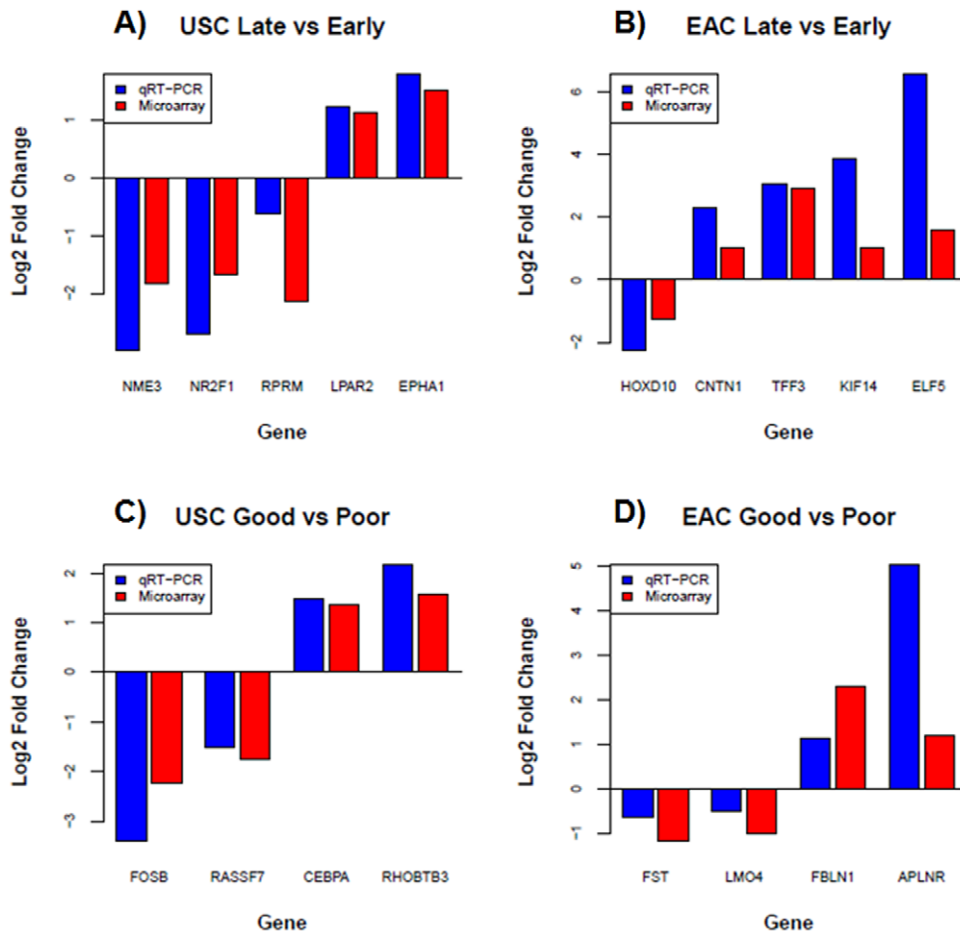 A) USC Late vs Early
qRT-PCR
Microarray
Log2 Fold Change
1
0
-1
-2
NME3 NR2F1 RPRM LPAR2 EPHA1
Gene
B) EAC Late vs Early
qRT-PCR
Microarray
Log2 Fold Change
6
4
2
0
-2
HOXD10 CNTN1 TFF3 KIF14 ELF5
Gene
C) USC Good vs Poor
qRT-PCR
Microarray
Log2 Fold Change
2
1
0
-1
-2
-3
FOSB RASSF7 CEBPA RHOBTB3
Gene
D) EAC Good vs Poor
qRT-PCR
Microarray
Log2 Fold Change
5
4
3
2
1
0
-1
FST LMO4 FBLN1 APLNR
Gene